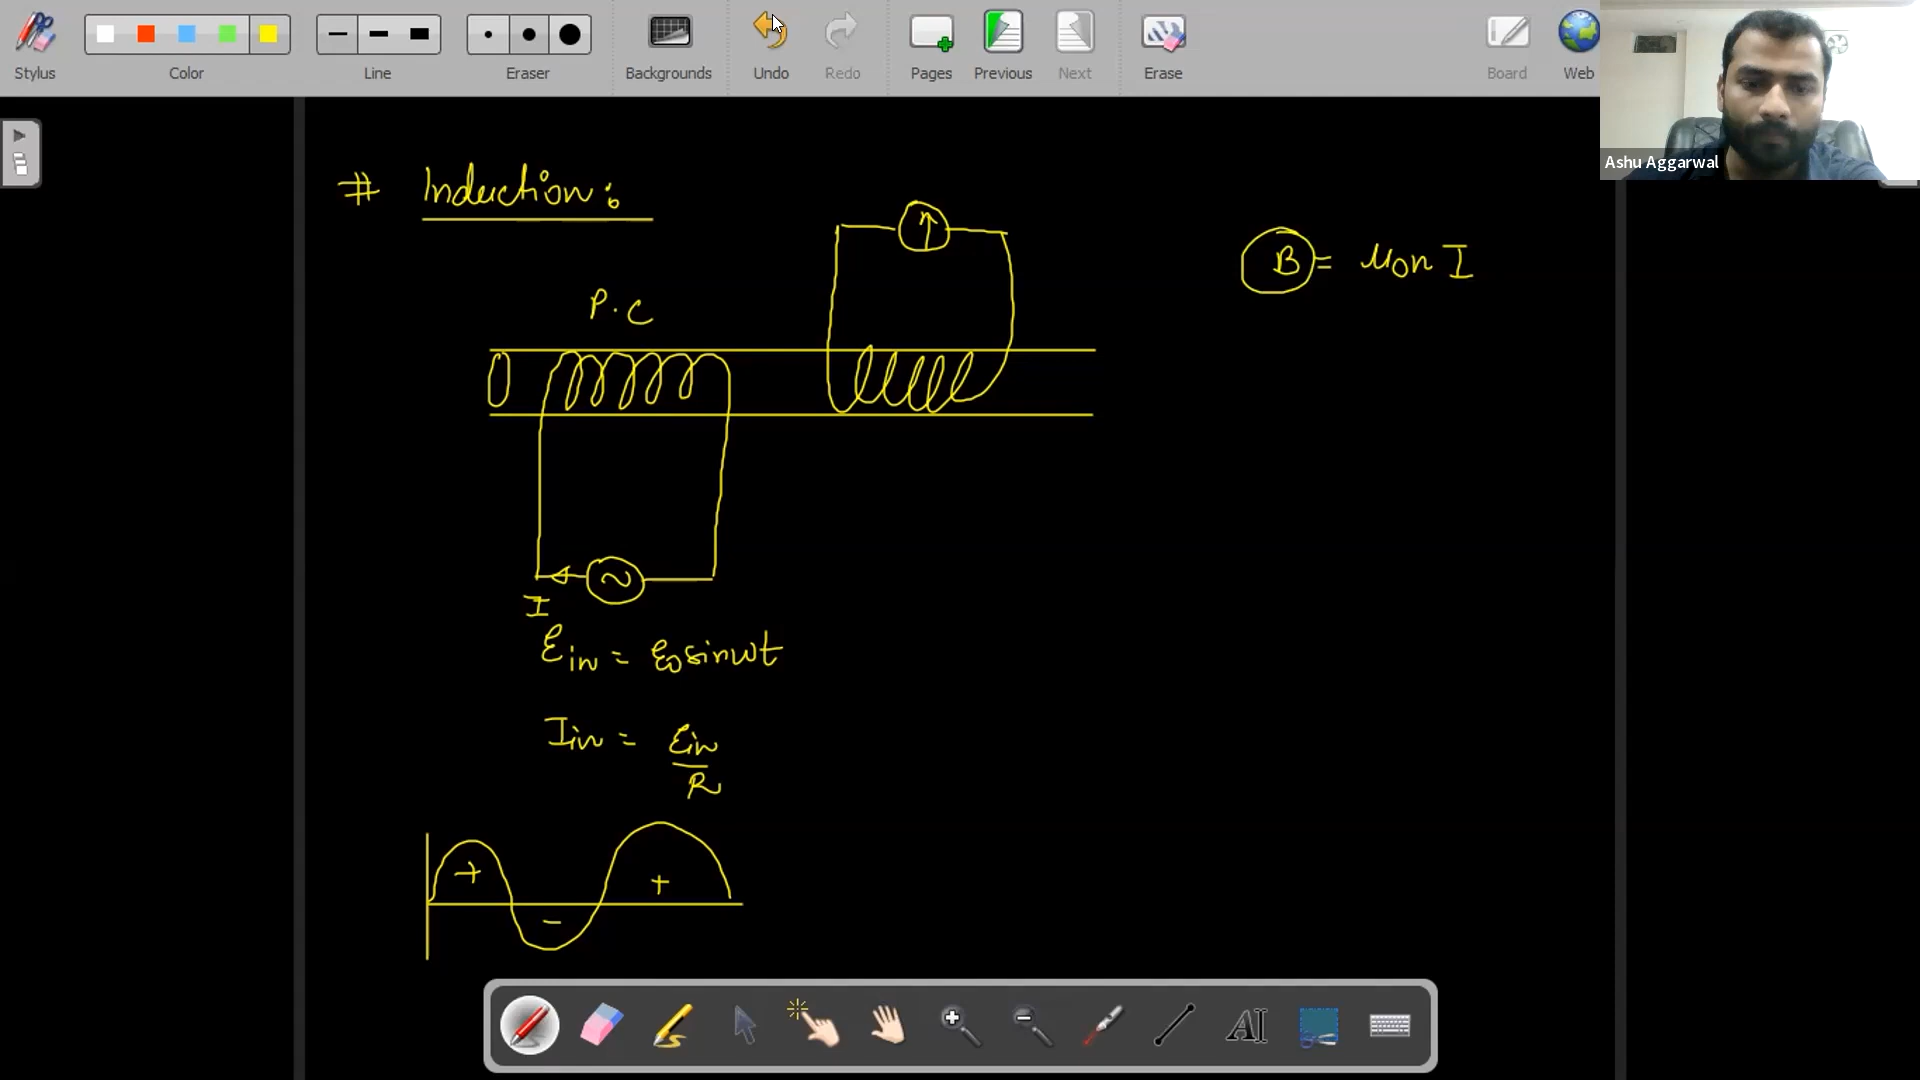 Stylus
Color
Line
Eraser
Backgrounds
Undo
Redo
Pages
Previous
Next
Erase
Board
Web
Ashu Aggarwal
# Induction:
B = μ0nI
P.C
I
εin = ε0sinωt
Iin = εin/R
+
-
+
AI